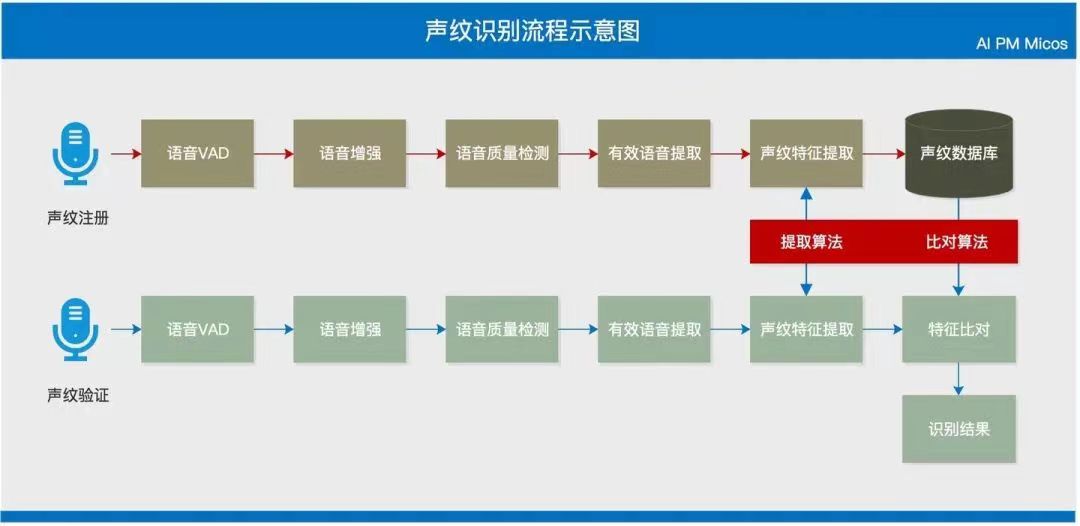 声纹识别流程示意图
AI PM Micos
语音VAD
语音增强
语音质量检测
有效语音提取
声纹特征提取
声纹数据库
声纹注册
提取算法
比对算法
语音VAD
语音增强
语音质量检测
有效语音提取
声纹特征提取
特征比对
声纹验证
识别结果